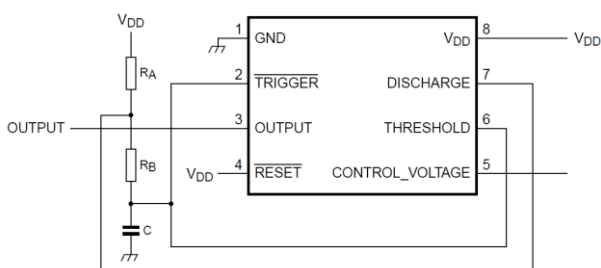 VDD
RA
OUTPUT
RB
C
1 GND
2 TRIGGER
3 OUTPUT
VDD 4 RESET
VDD 8 VDD
DISCHARGE 7
THRESHOLD 6
CONTROL_VOLTAGE 5